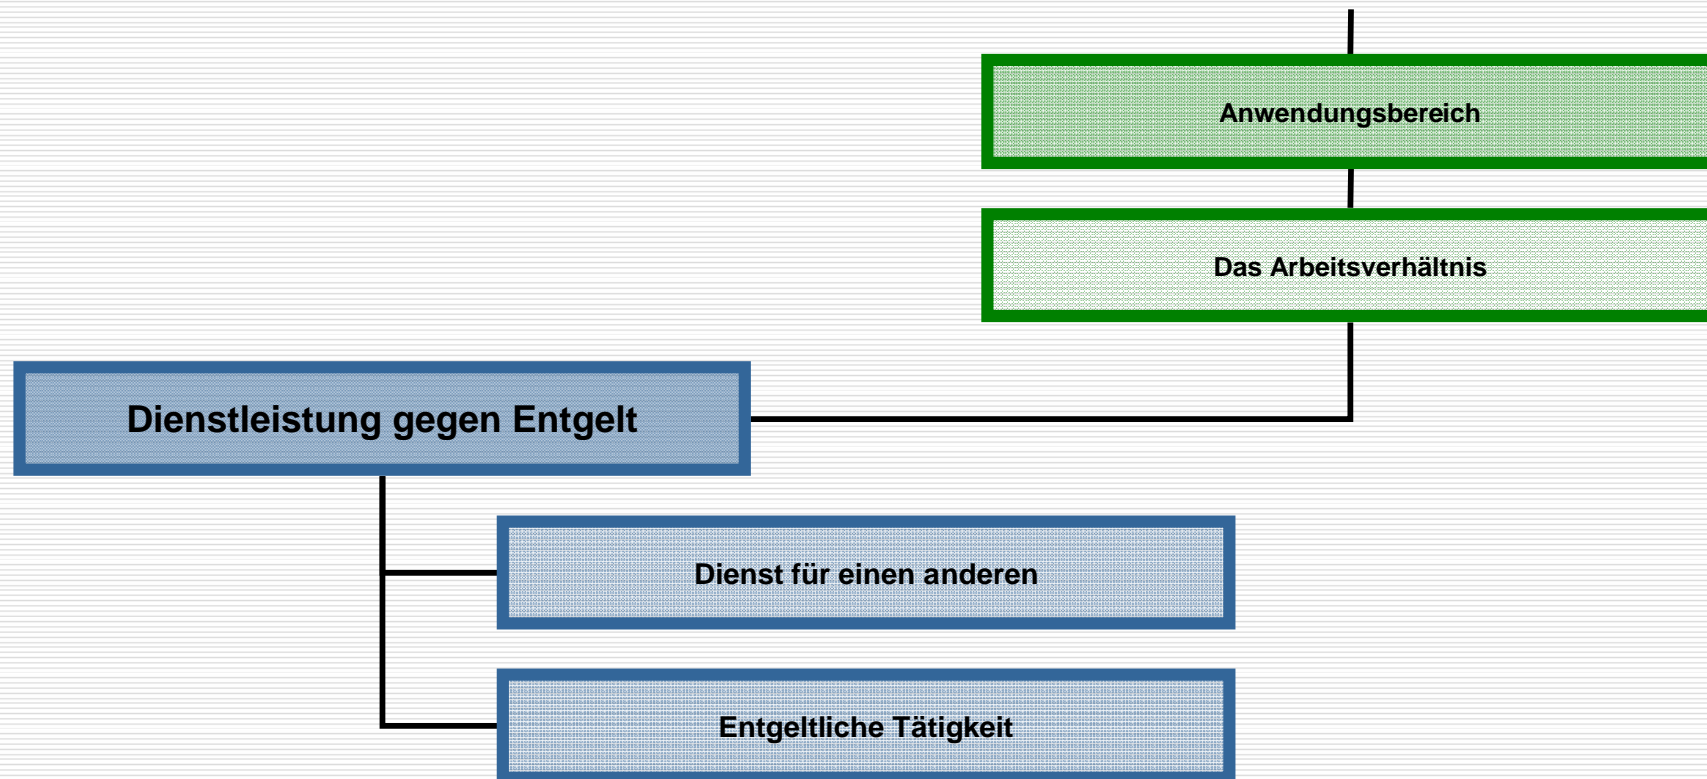 Anwendungsbereich
Das Arbeitsverhältnis
Dienstleistung gegen Entgelt
Dienst für einen anderen
Entgeltliche Tätigkeit